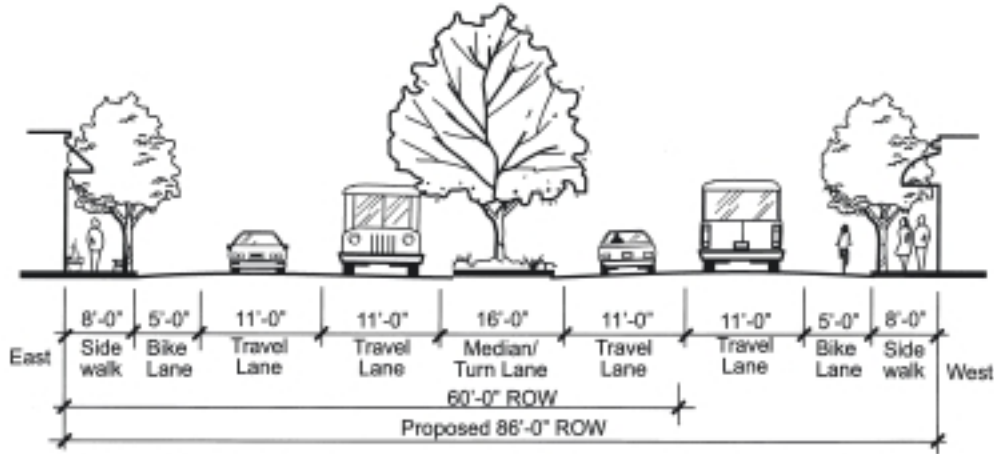 8'-0" 5'-0" 11'-0" 11'-0" 16'-0" 11'-0" 11'-0" 5'-0" 8'-0"
East Side walk Bike Lane Travel Lane Travel Lane Median/ Turn Lane Travel Lane Travel Lane Bike Lane Side walk West
60'-0" ROW
Proposed 86'-0" ROW